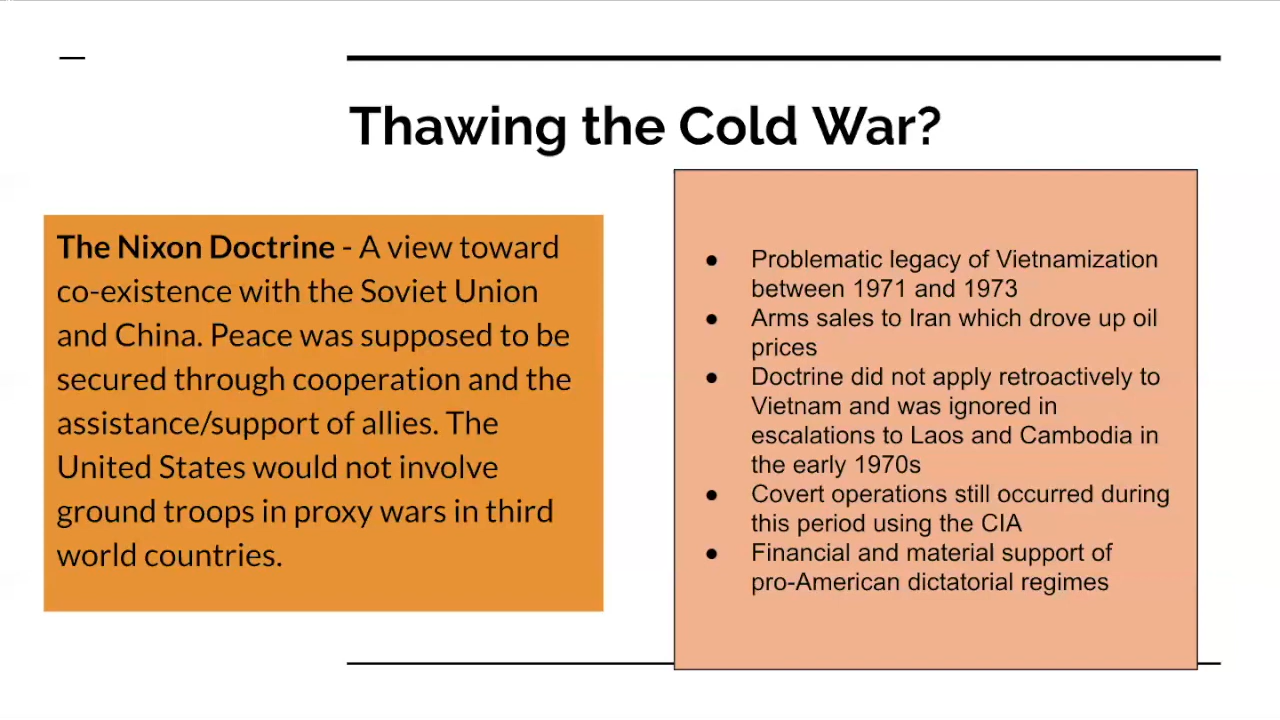 Thawing the Cold War?
The Nixon Doctrine - A view toward
co-existence with the Soviet Union
and China. Peace was supposed to be
secured through cooperation and the
assistance/support of allies. The
United States would not involve
ground troops in proxy wars in third
world countries.
● Problematic legacy of Vietnamization
between 1971 and 1973
● Arms sales to Iran which drove up oil
prices
● Doctrine did not apply retroactively to
Vietnam and was ignored in
escalations to Laos and Cambodia in
the early 1970s
● Covert operations still occurred during
this period using the CIA
● Financial and material support of
pro-American dictatorial regimes